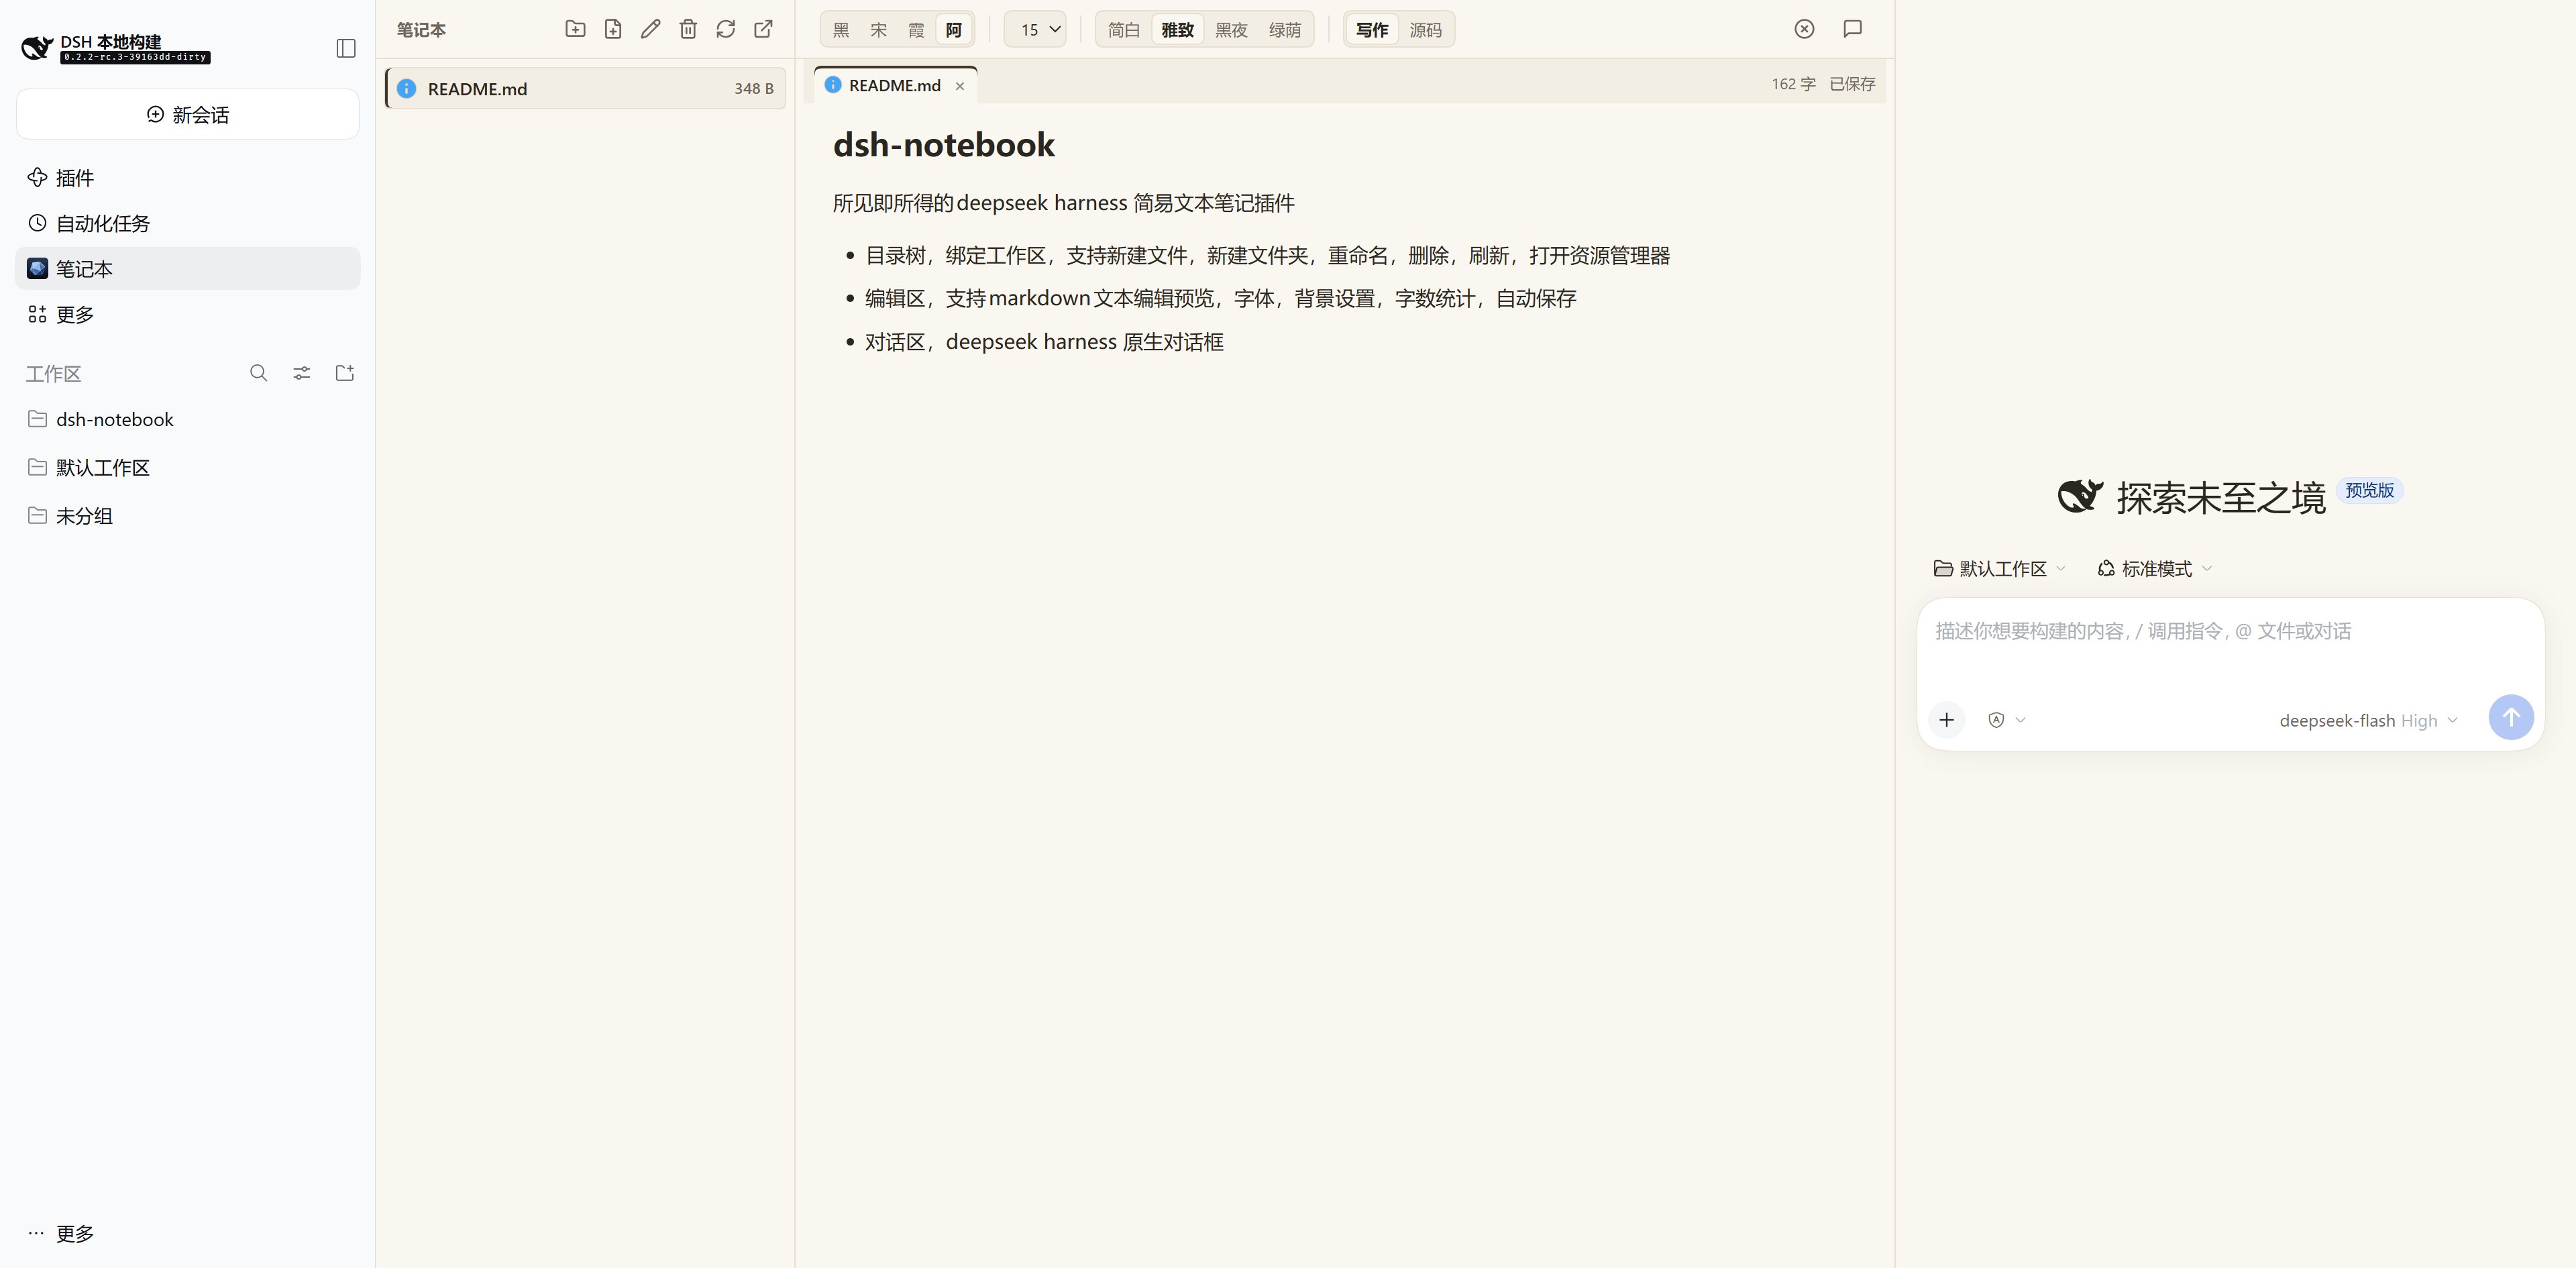 DSH 本地构建
0.2.2-rc.3-39163dd-dirty
新会话
插件
自动化任务
笔记本
更多
工作区
dsh-notebook
默认工作区
未分组
更多
笔记本
README.md 348 B
黑 宋 霞 阿 15 简白 雅致 黑夜 绿荫 写作 源码
README.md × 162 字 已保存
dsh-notebook
所见即所得的deepseek harness 简易文本笔记插件
• 目录树，绑定工作区，支持新建文件，新建文件夹，重命名，删除，刷新，打开资源管理器
• 编辑区，支持markdown文本编辑预览，字体，背景设置，字数统计，自动保存
• 对话区，deepseek harness 原生对话框
探索未至之境 预览版
默认工作区 标准模式
描述你想要构建的内容, / 调用指令, @ 文件或对话
deepseek-flash High